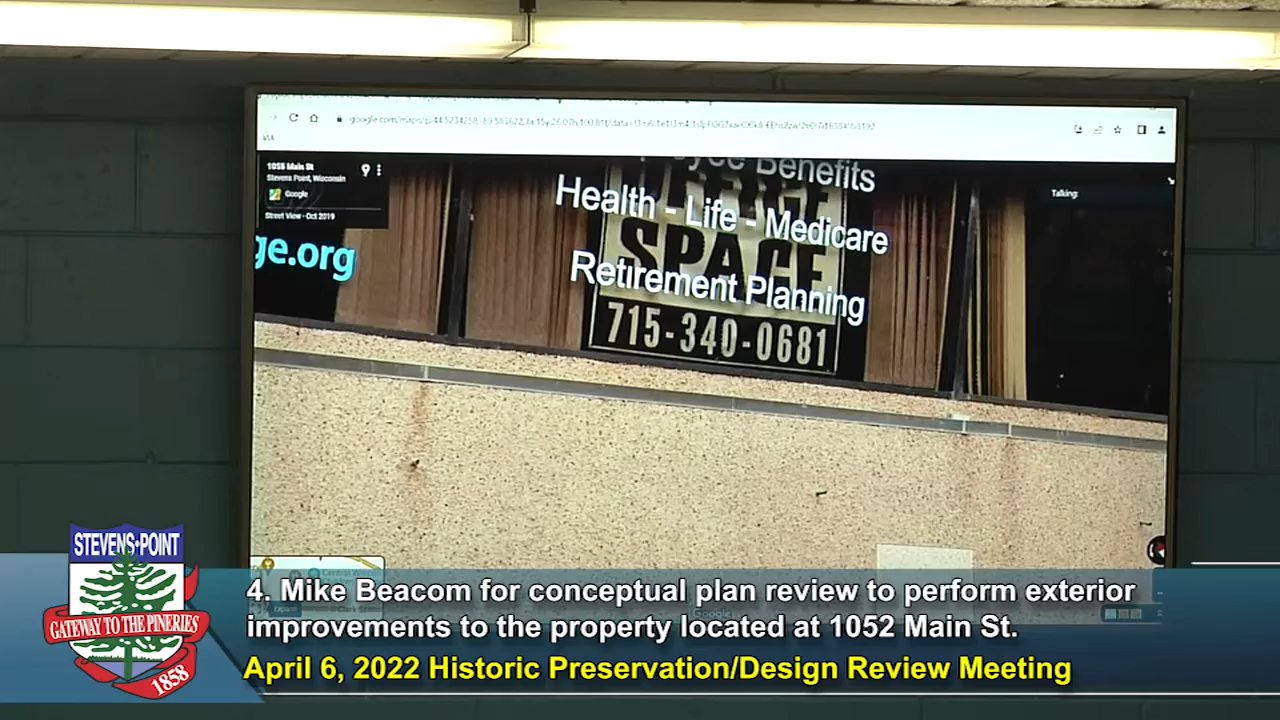 1055 Main St
Stevens Point, Wisconsin
Google
Street View - Oct 2019
Talking:
ge.org
Benefits
Health - Life - Medicare
SPACE
Retirement Planning
715-340-0681
Google
STEVENS•POINT
GATEWAY TO THE PINERIES
1858
4. Mike Beacom for conceptual plan review to perform exterior
improvements to the property located at 1052 Main St.
April 6, 2022 Historic Preservation/Design Review Meeting